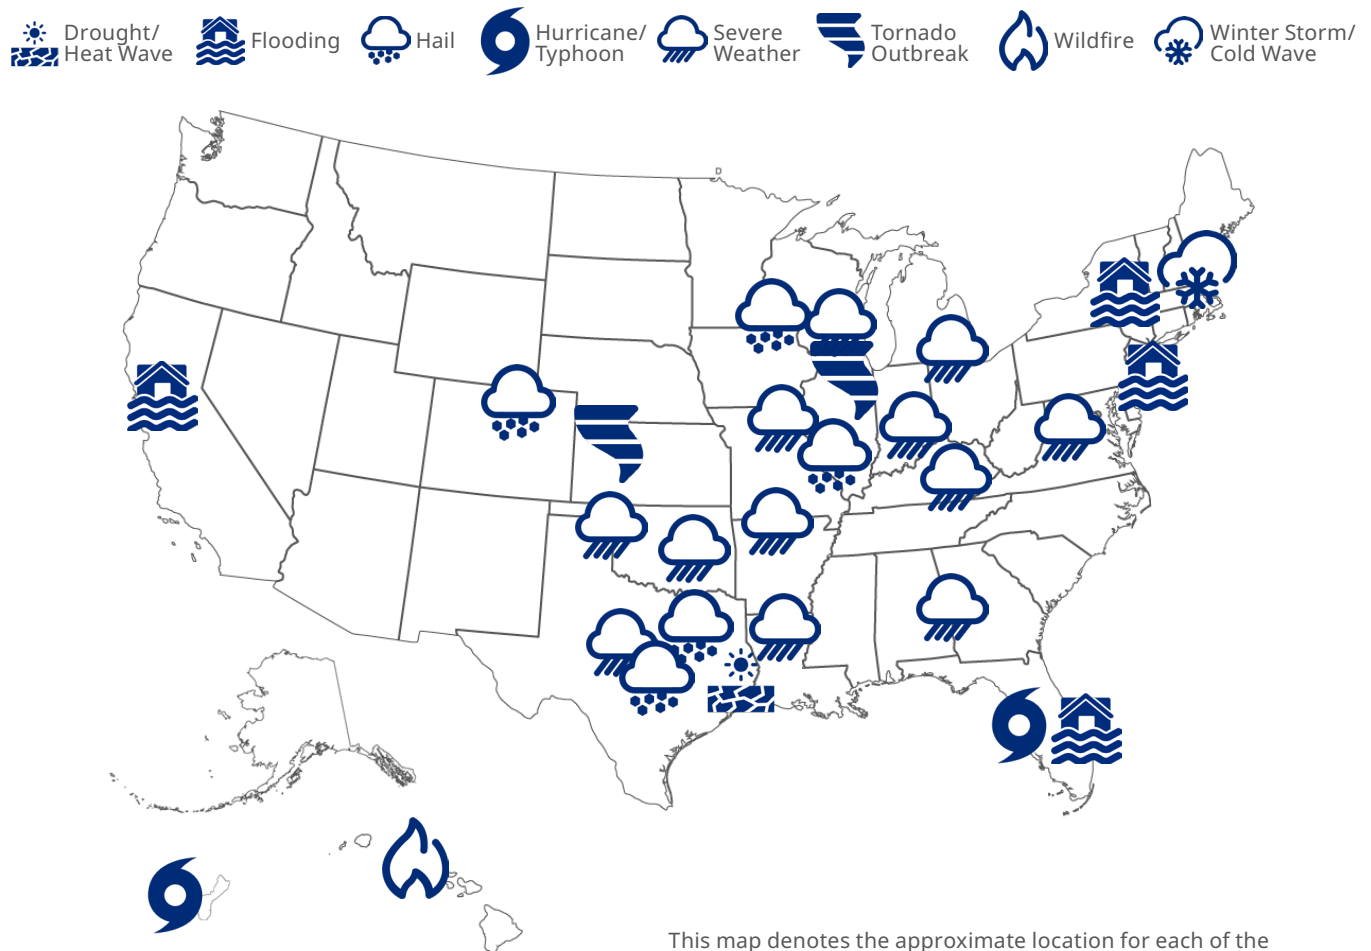 Drought/
Heat Wave
Flooding
Hail
Hurricane/
Typhoon
Severe
Weather
Tornado
Outbreak
Wildfire
Winter Storm/
Cold Wave
This map denotes the approximate location for each of the